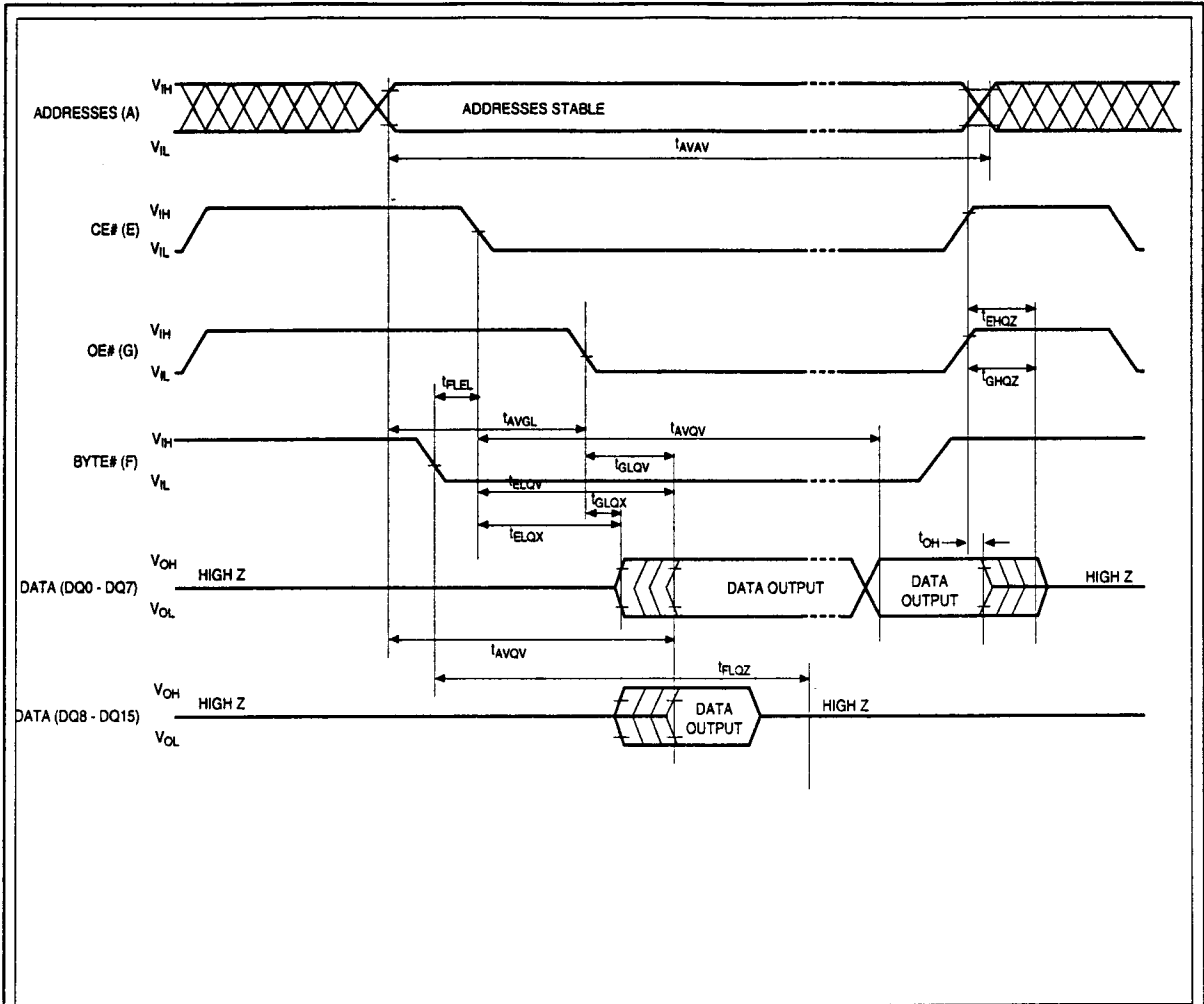 VIH
ADDRESSES (A)
ADDRESSES STABLE
VIL
tAVAV
VIH
CE# (E)
VIL
VIH
tEHQZ
OE# (G)
VIL
tGHQZ
tFLEL
tAVGL
tAVQV
VIH
BYTE# (F)
tGLQV
VIL
tELQV
tGLQX
tELQX
tOH
VOH
HIGH Z
DATA (DQ0 - DQ7)
DATA OUTPUT
DATA
OUTPUT
HIGH Z
VOL
tAVQV
tFLQZ
VOH
HIGH Z
DATA (DQ8 - DQ15)
DATA
OUTPUT
HIGH Z
VOL